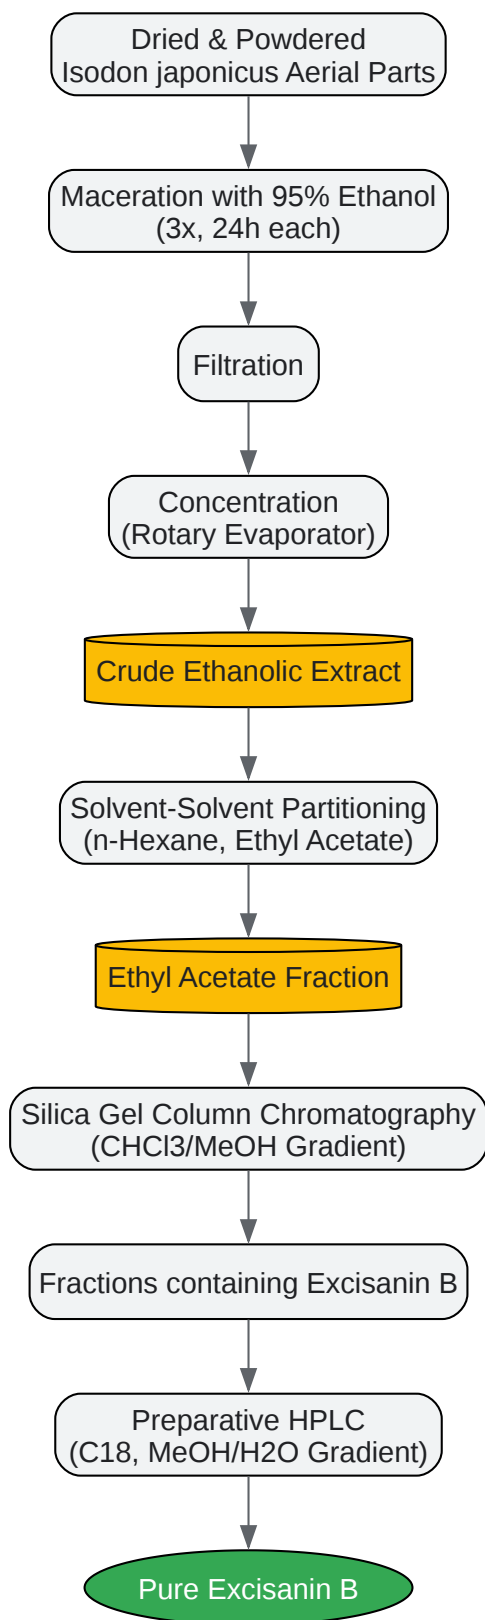 Dried & Powdered
Isodon japonicus Aerial Parts
Maceration with 95% Ethanol
(3x, 24h each)
Filtration
Concentration
(Rotary Evaporator)
Crude Ethanolic Extract
Solvent-Solvent Partitioning
(n-Hexane, Ethyl Acetate)
Ethyl Acetate Fraction
Silica Gel Column Chromatography
(CHCl3/MeOH Gradient)
Fractions containing Excisanin B
Preparative HPLC
(C18, MeOH/H2O Gradient)
Pure Excisanin B